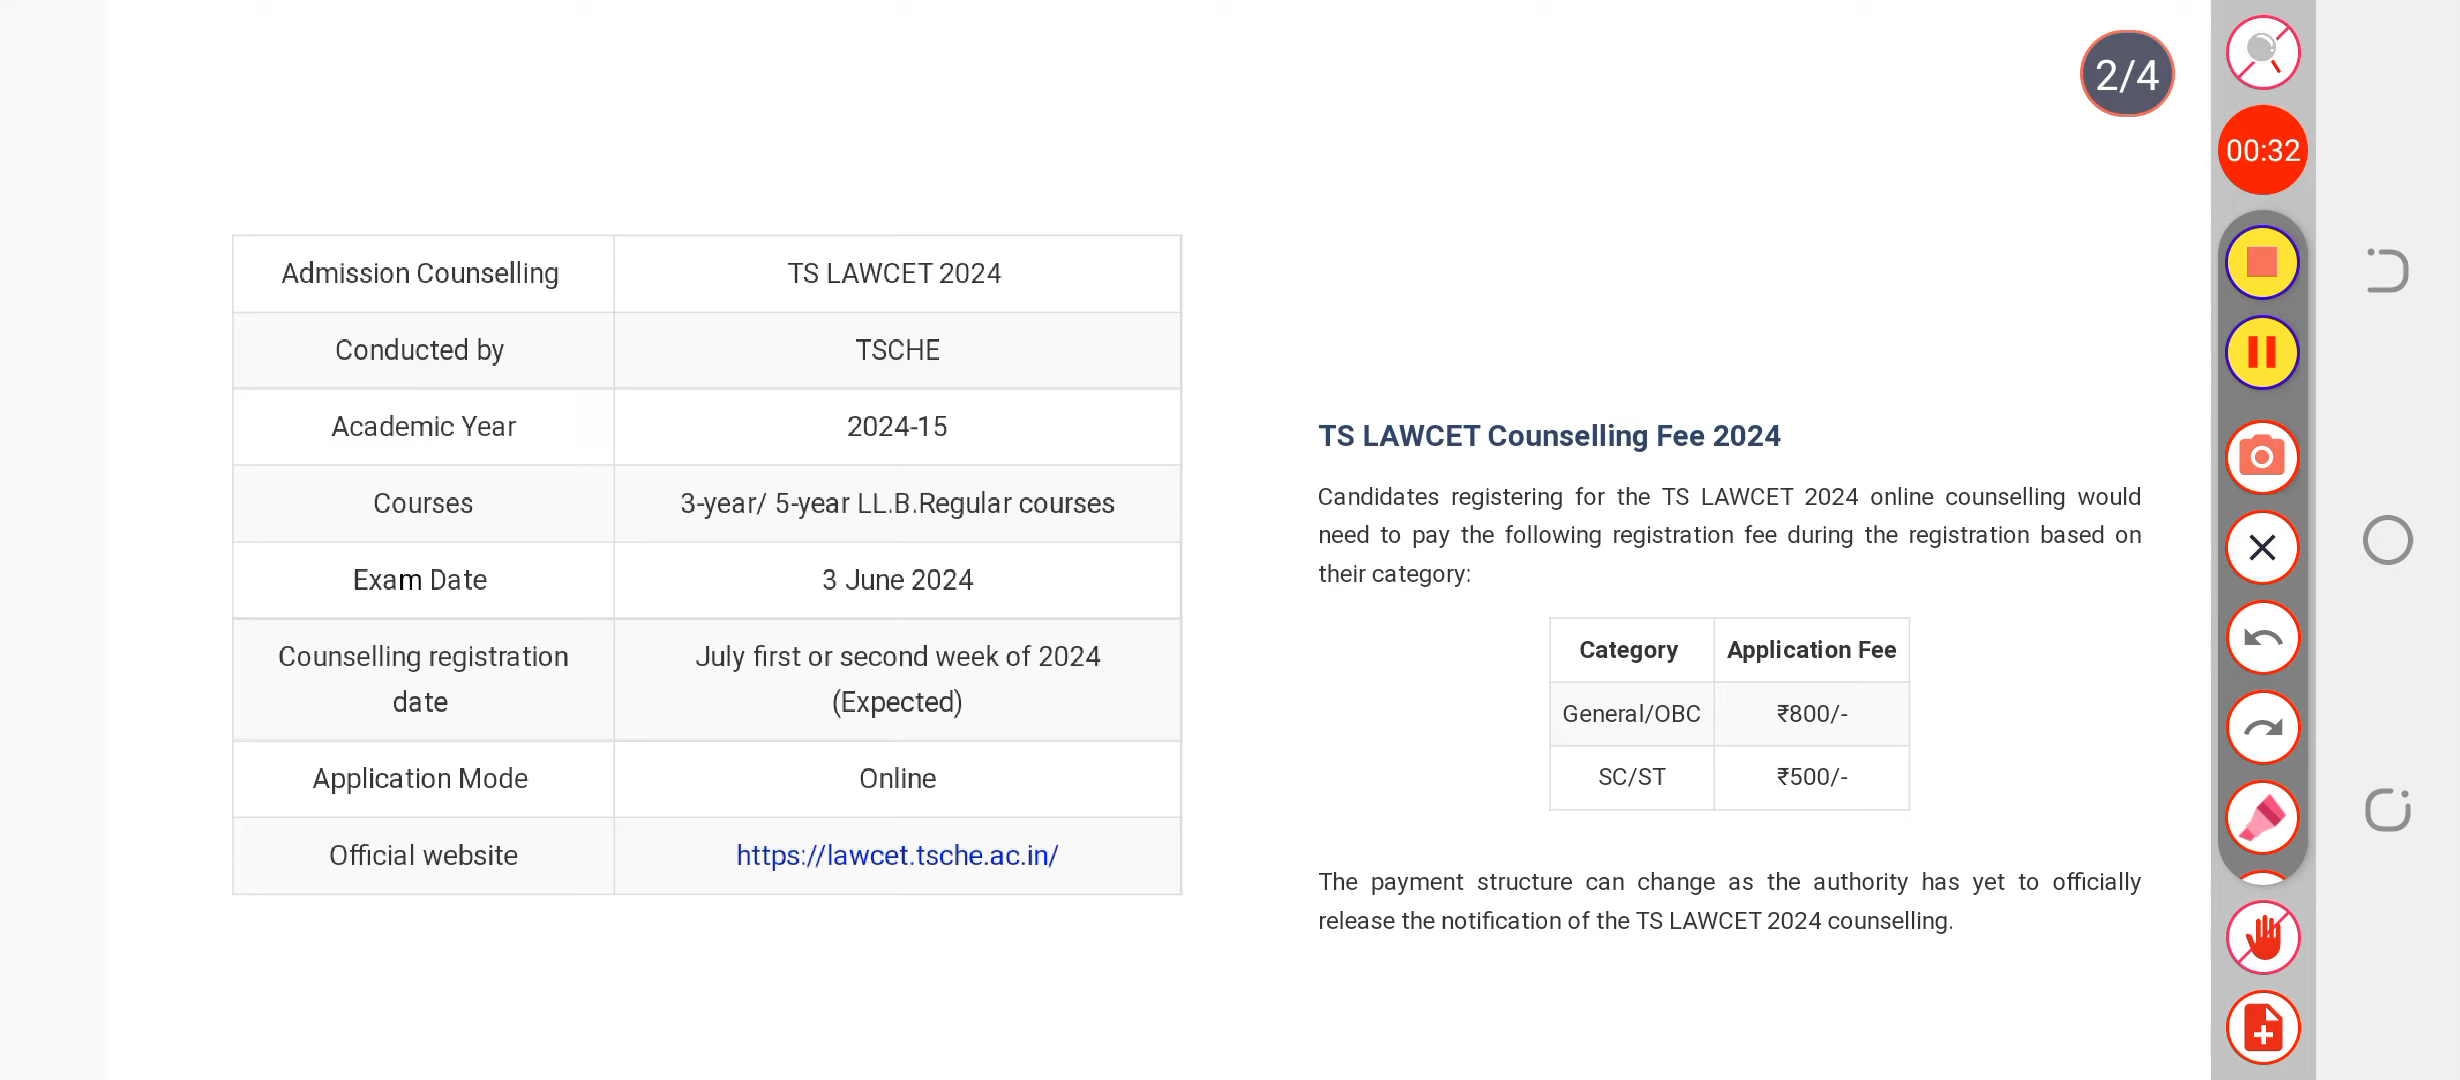 2/4
00:32
Admission Counselling TS LAWCET 2024
Conducted by TSCHE
Academic Year 2024-15
Courses 3-year/ 5-year LL.B.Regular courses
Exam Date 3 June 2024
Counselling registration date July first or second week of 2024 (Expected)
Application Mode Online
Official website https://lawcet.tsche.ac.in/
TS LAWCET Counselling Fee 2024
Candidates registering for the TS LAWCET 2024 online counselling would
need to pay the following registration fee during the registration based on
their category:
Category Application Fee
General/OBC ₹800/-
SC/ST ₹500/-
The payment structure can change as the authority has yet to officially
release the notification of the TS LAWCET 2024 counselling.